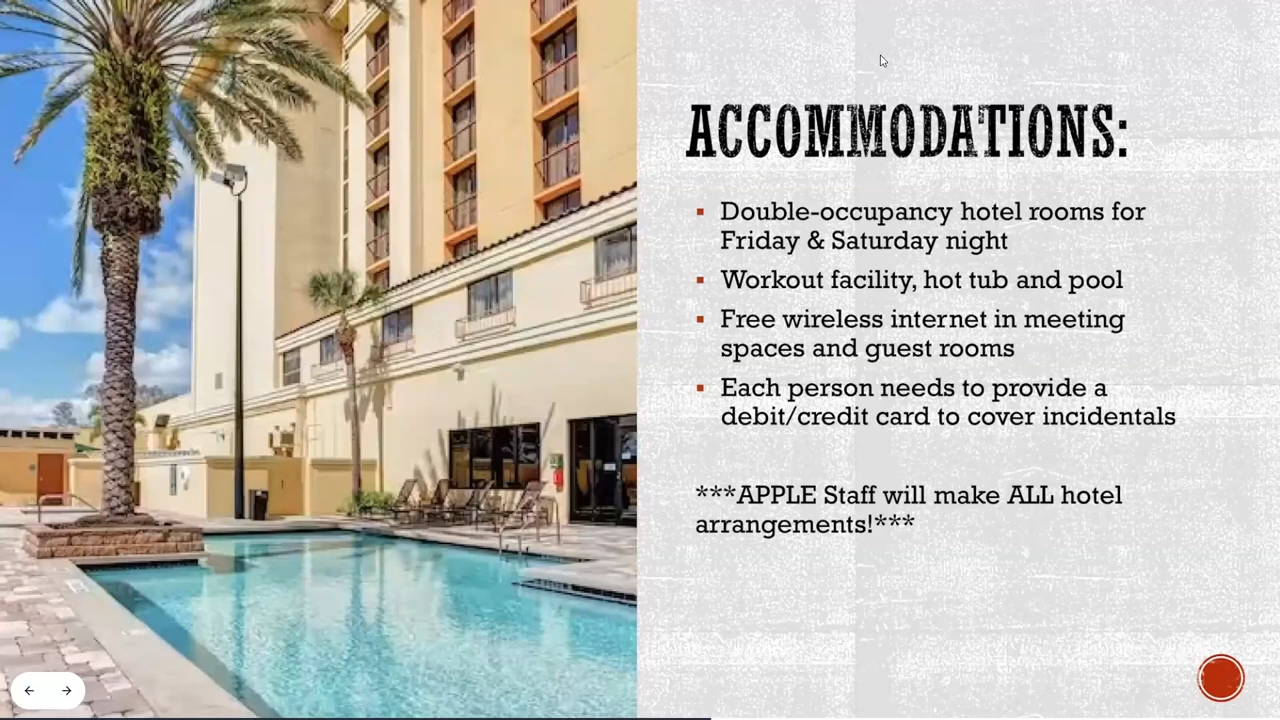 ACCOMMODATIONS:
Double-occupancy hotel rooms for
Friday & Saturday night
Workout facility, hot tub and pool
Free wireless internet in meeting
spaces and guest rooms
Each person needs to provide a
debit/credit card to cover incidentals
***APPLE Staff will make ALL hotel
arrangements!***